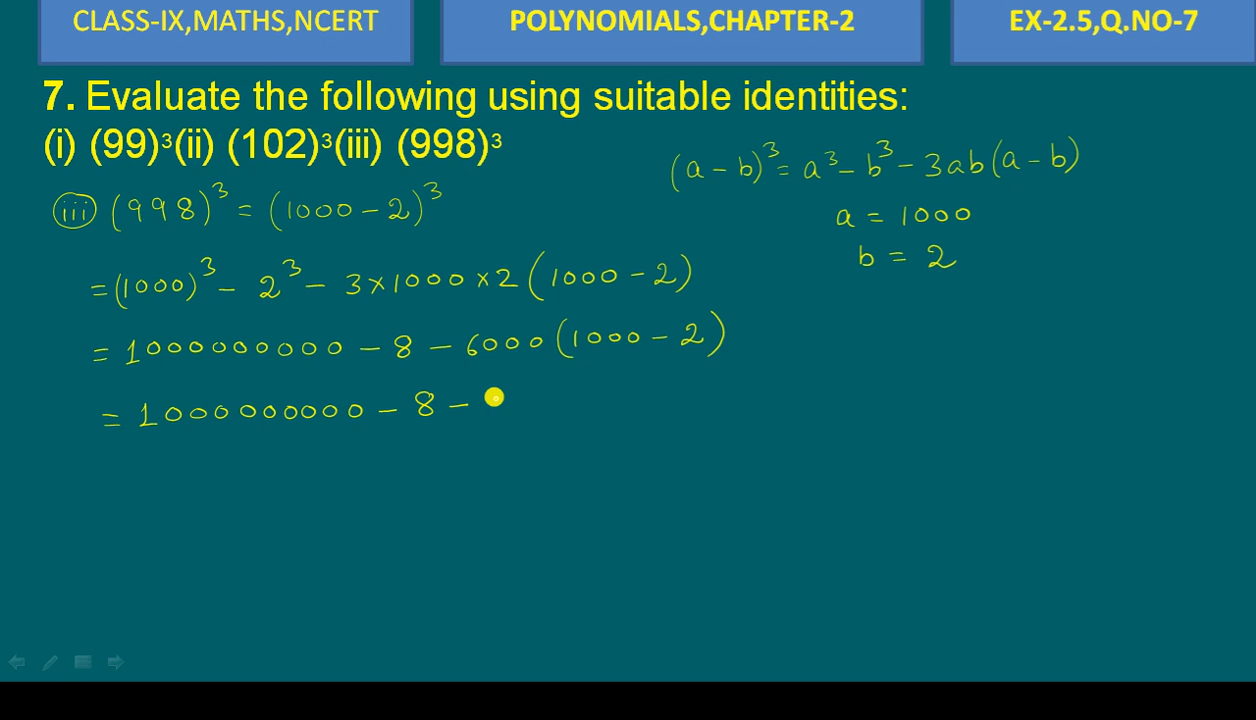 CLASS-IX,MATHS,NCERT
POLYNOMIALS,CHAPTER-2
EX-2.5,Q.NO-7
7. Evaluate the following using suitable identities:
(i) (99)³(ii) (102)³(iii) (998)³
(a - b)³ = a³ - b³ - 3ab(a - b)
a = 1000
b = 2
(iii) (998)³ = (1000 - 2)³
= (1000)³ - 2³ - 3×1000×2(1000 - 2)
= 1000000000 - 8 - 6000(1000 - 2)
= 1000000000 - 8 -